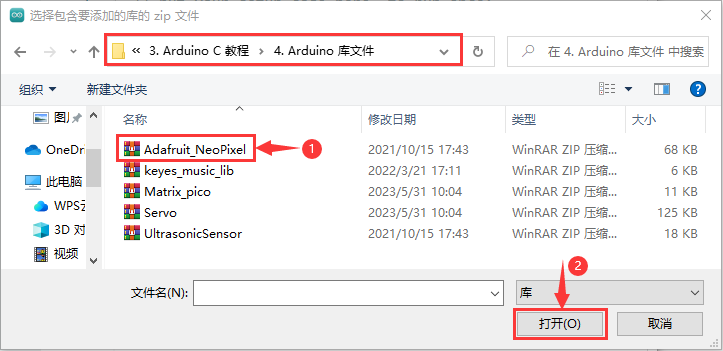 选择包含要添加的库的 zip 文件
« 3. Arduino C 教程 › 4. Arduino 库文件
在 4. Arduino 库文件 中搜索
组织 新建文件夹
名称 修改日期 类型 大小
图片
OneDr
此电脑
WPS云
3D 对
视频
Adafruit_NeoPixel 2021/10/15 17:43 WinRAR ZIP 压缩... 68 KB
1
keyes_music_lib 2022/3/21 17:11 WinRAR ZIP 压缩... 6 KB
Matrix_pico 2023/5/31 10:04 WinRAR ZIP 压缩... 11 KB
Servo 2023/5/31 10:04 WinRAR ZIP 压缩... 125 KB
UltrasonicSensor 2021/10/15 17:43 WinRAR ZIP 压缩... 18 KB
2
文件名(N): 库
打开(O) 取消